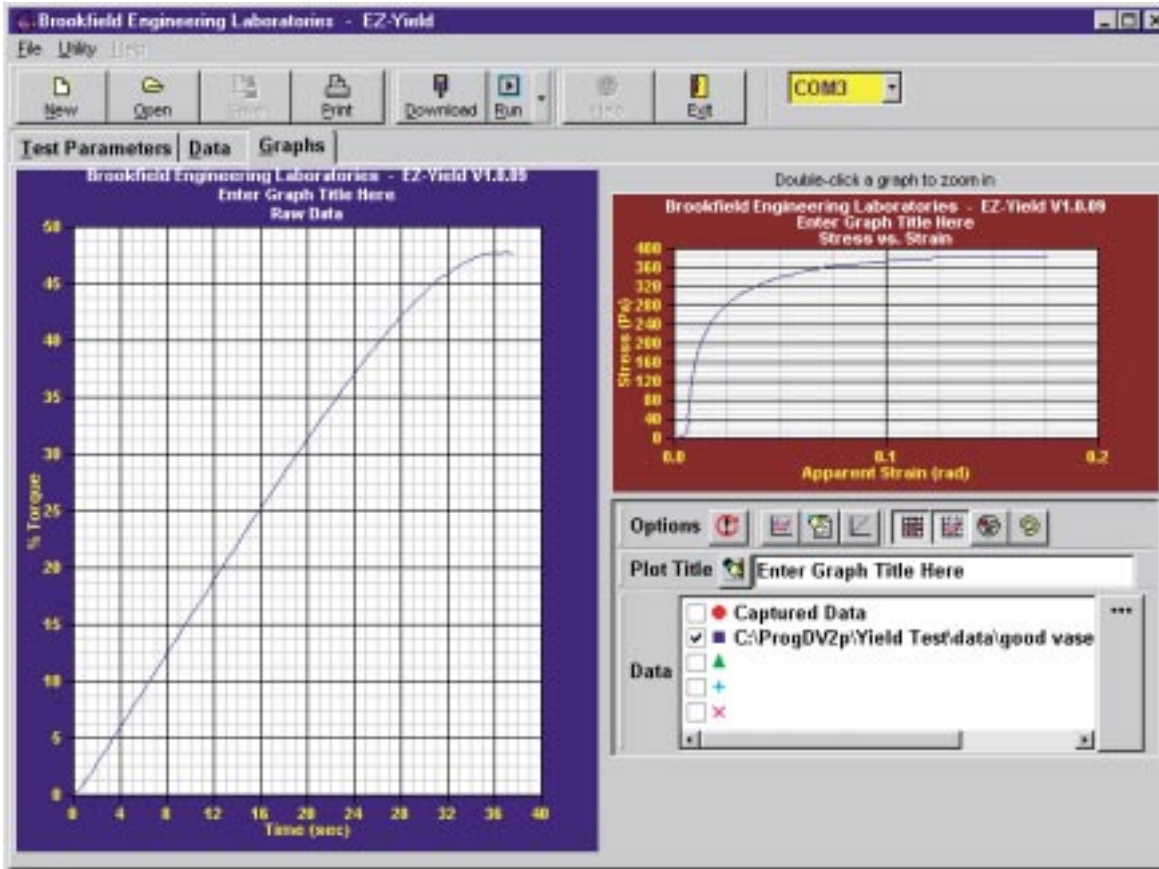 Brookfield Engineering Laboratories - EZ-Yield
File Utility Help
New Open Save Print Download Run Help Exit COM3
Test Parameters Data Graphs
Brookfield Engineering Laboratories - EZ-Yield V1.0.09
Enter Graph Title Here
Raw Data
50
45
40
35
30
25
20
15
10
5
0
% Torque
0 4 8 12 16 20 24 28 32 36 40
Time (sec)
Double-click a graph to zoom in
Brookfield Engineering Laboratories - EZ-Yield V1.0.09
Enter Graph Title Here
Stress vs. Strain
400
360
320
280
240
200
160
120
80
40
0
Stress (Pa)
0.0 0.1 0.2
Apparent Strain (rad)
Options
Plot Title Enter Graph Title Here
Data
Captured Data
C:\ProgDV2p\Yield Test\data\good vase